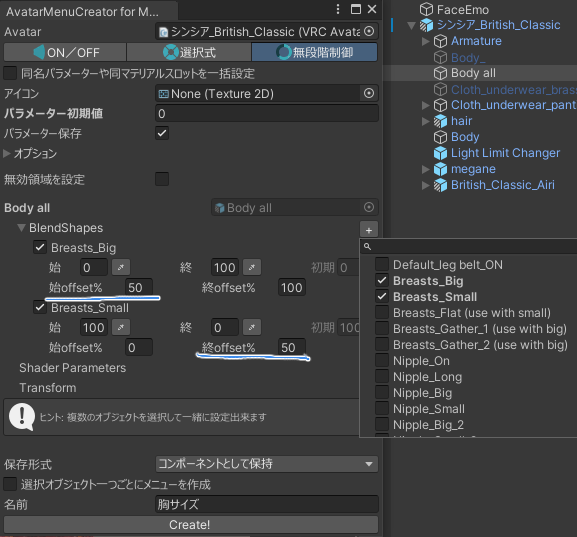 AvatarMenuCreator for M...
Avatar
シンシア_British_Classic (VRC Avata
ON／OFF
選択式
無段階制御
同名パラメーターや同マテリアルスロットを一括設定
アイコン
None (Texture 2D)
パラメーター初期値
0
パラメーター保存
オプション
無効領域を設定
Body all
Body all
BlendShapes
+
Breasts_Big
始 0 終 100 初期 0
始offset% 50 終offset% 100
Breasts_Small
始 100 終 0 初期 100
始offset% 0 終offset% 50
Shader Parameters
Transform
ヒント: 複数のオブジェクトを選択して一緒に設定出来ます
保存形式
コンポーネントとして保持
選択オブジェクト一つごとにメニューを作成
名前
胸サイズ
Create!
FaceEmo
シンシア_British_Classic
Armature
Body_
Body all
Cloth_underwear_bras
Cloth_underwear_pant
hair
Body
Light Limit Changer
megane
British_Classic_Airi
Default_leg belt_ON
Breasts_Big
Breasts_Small
Breasts_Flat (use with small)
Breasts_Gather_1 (use with big)
Breasts_Gather_2 (use with big)
Nipple_On
Nipple_Long
Nipple_Big
Nipple_Small
Nipple_Big_2